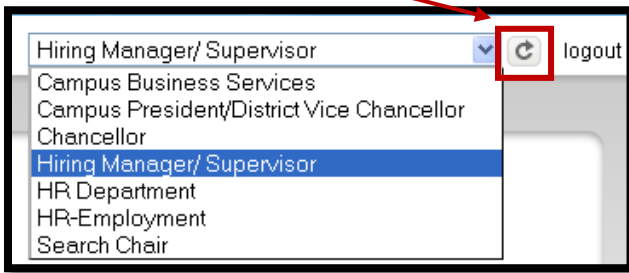 Hiring Manager/ Supervisor logout
Campus Business Services
Campus President/District Vice Chancellor
Chancellor
Hiring Manager/ Supervisor
HR Department
HR-Employment
Search Chair